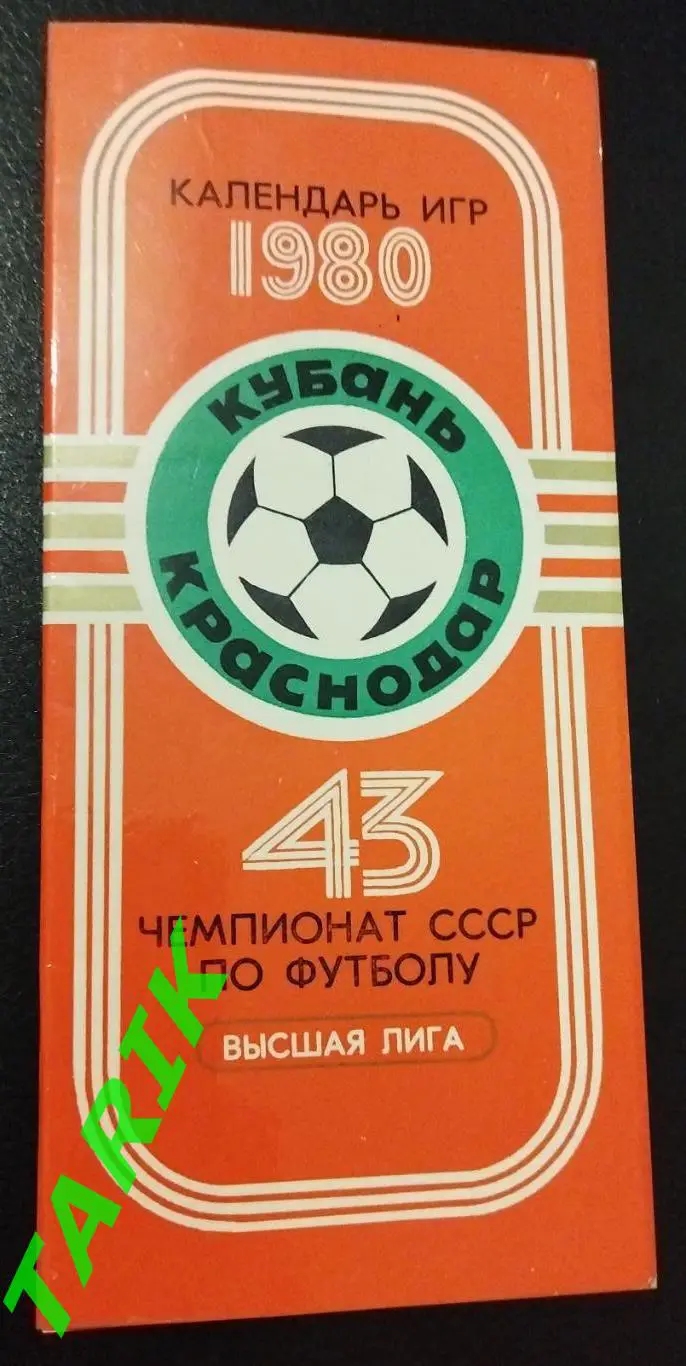 КАЛЕНДАРЬ ИГР
1980
КУБАНЬ
КРАСНОДАР
43
ЧЕМПИОНАТ СССР
ПО ФУТБОЛУ
ВЫСШАЯ ЛИГА
TARIK